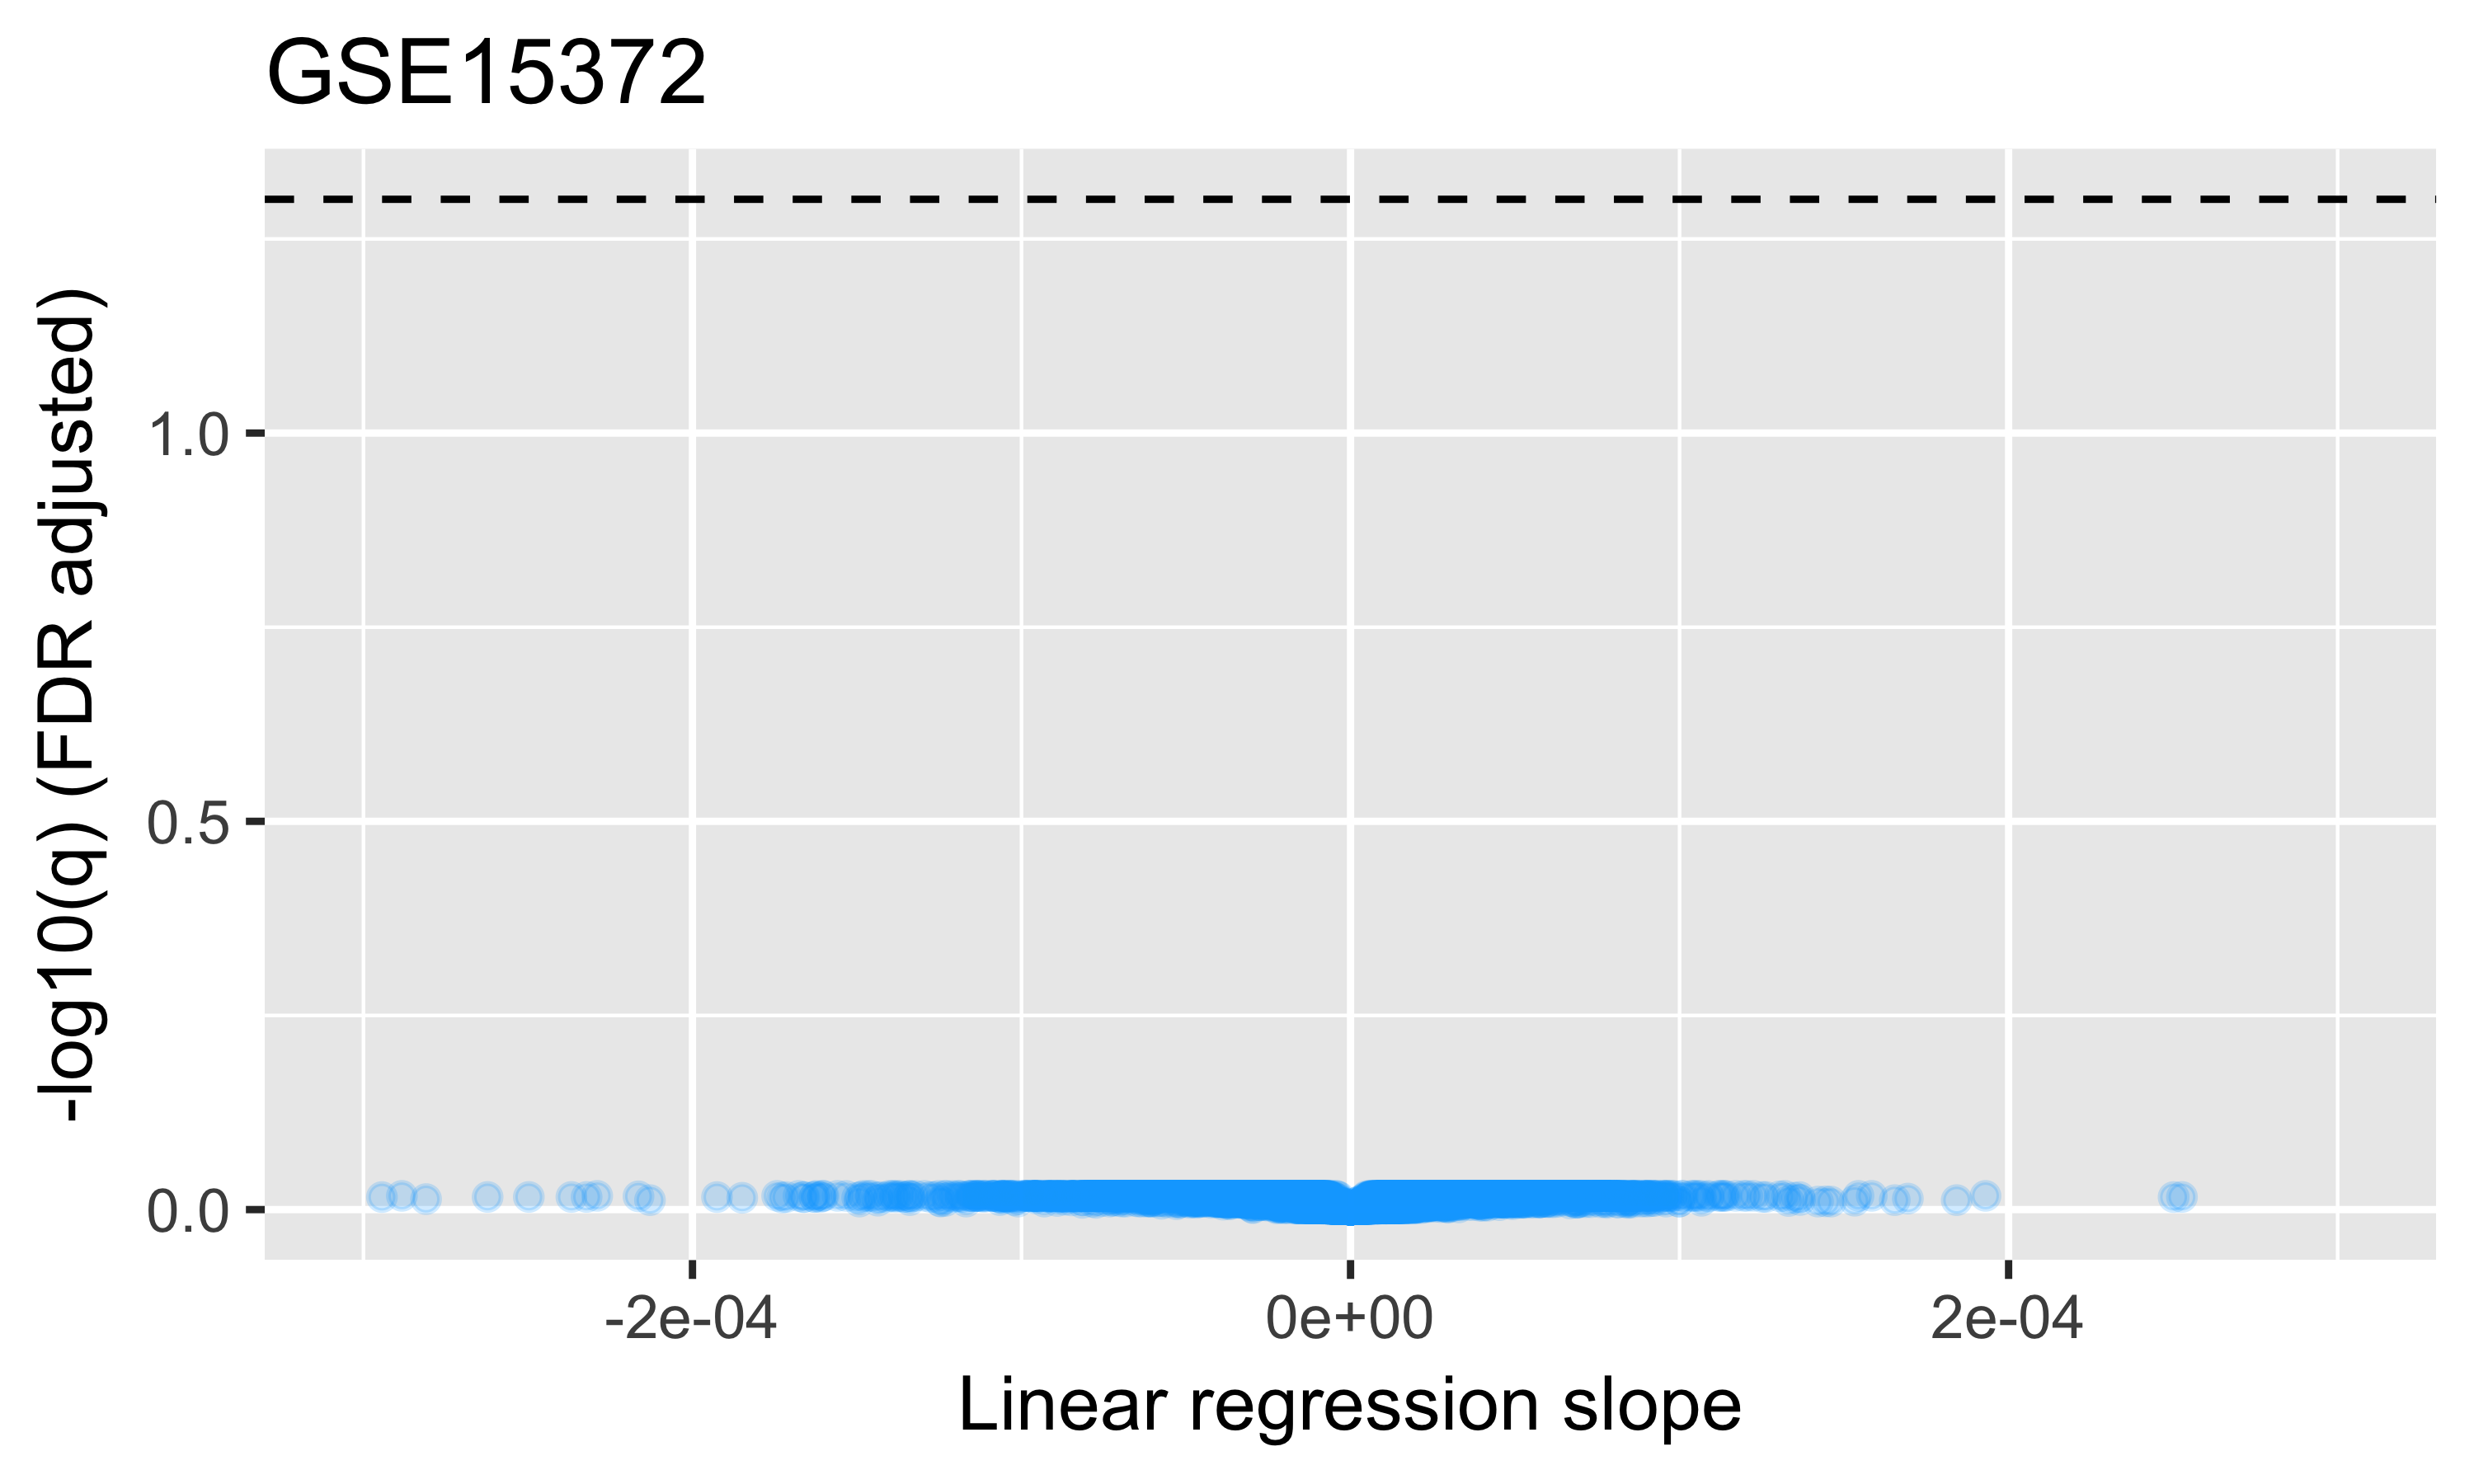 GSE15372
-log10(q) (FDR adjusted)
1.0
0.5
0.0
-2e-04
0e+00
2e-04
Linear regression slope